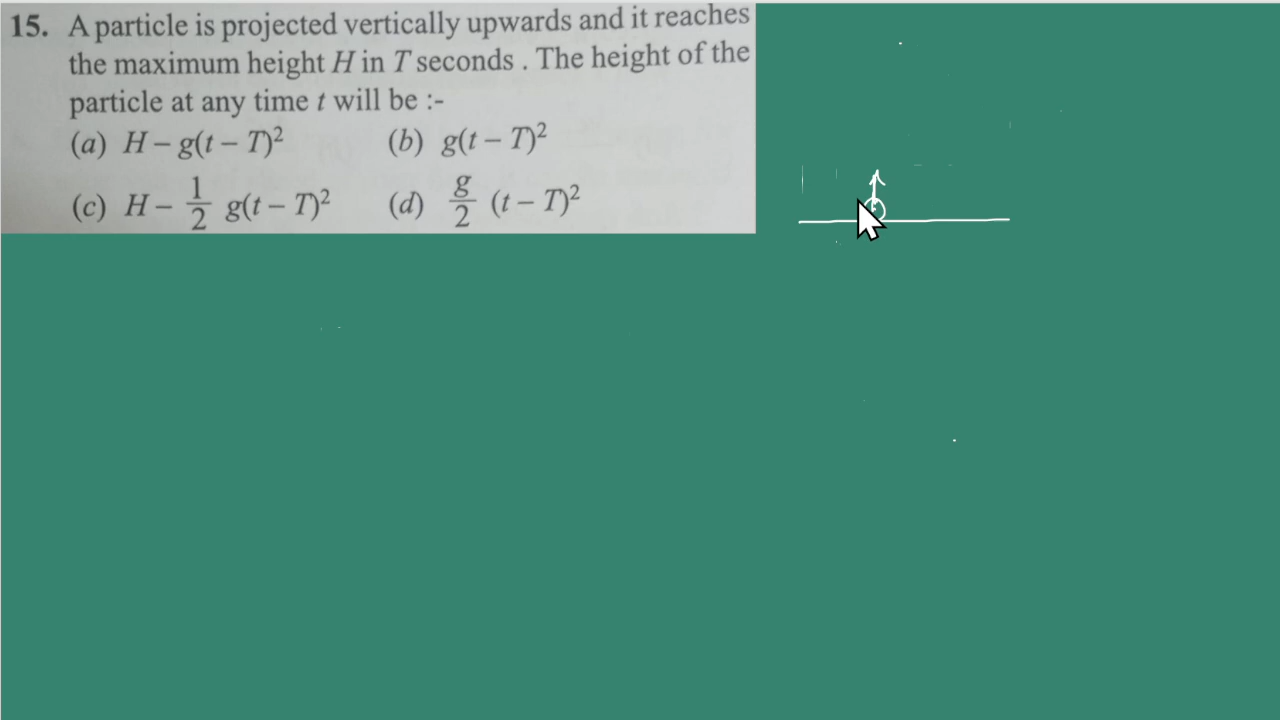 15. A particle is projected vertically upwards and it reaches
the maximum height H in T seconds . The height of the
particle at any time t will be :-
(a) H – g(t – T)² (b) g(t – T)²
(c) H – 1/2 g(t – T)² (d) g/2 (t – T)²